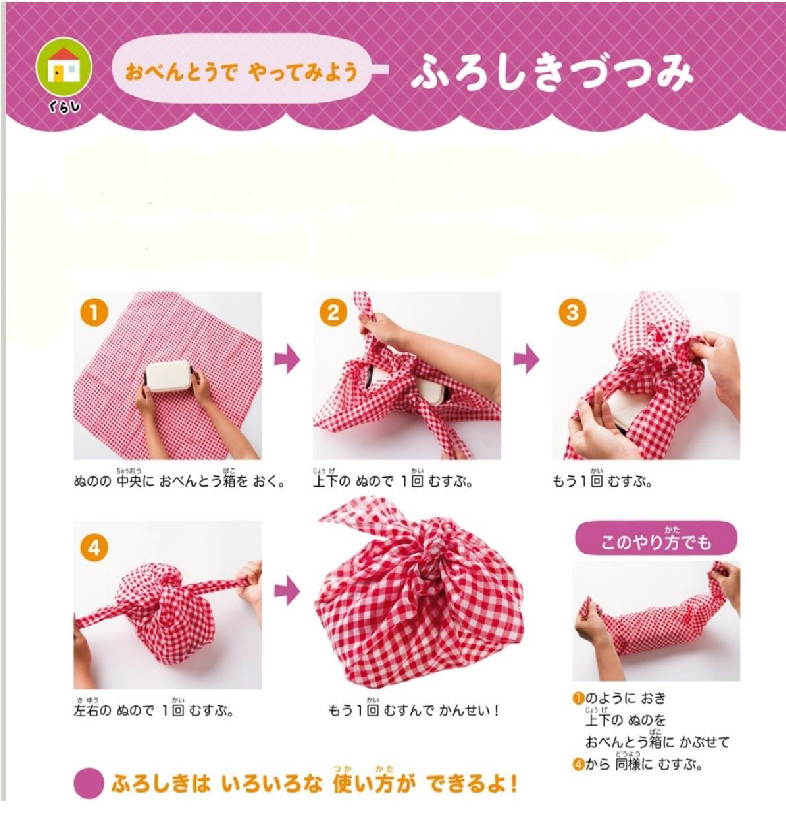 くらし
おべんとうで やってみよう
ふろしきづつみ
1
2
3
ぬのの 中央に おべんとう箱を おく。
上下の ぬので 1回 むすぶ。
もう1回 むすぶ。
4
左右の ぬので 1回 むすぶ。
もう1回 むすんで かんせい！
このやり方でも
1のように おき
上下の ぬのを
おべんとう箱に かぶせて
4から 同様に むすぶ。
ふろしきは いろいろな 使い方が できるよ！